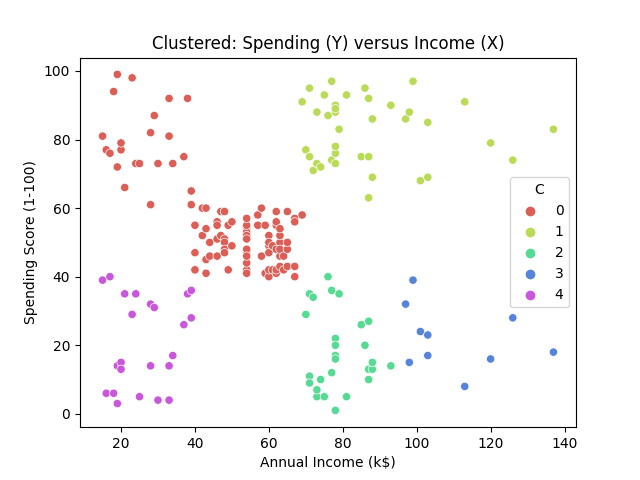 Clustered: Spending (Y) versus Income (X)
Spending Score (1-100)
100
80
60
40
20
0
C
0
1
2
3
4
20 40 60 80 100 120 140
Annual Income (k$)